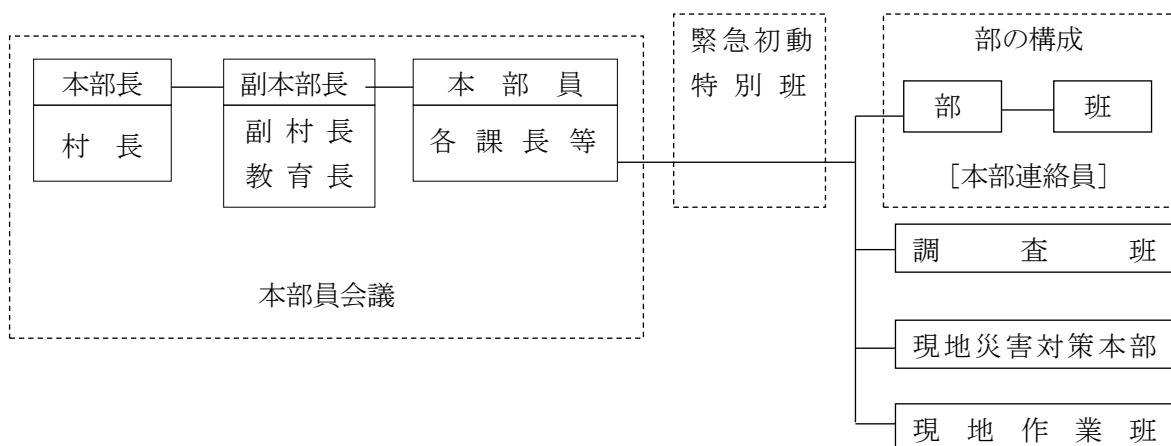 本部長
村長
副本部長
副村長
教育長
本部員
各課長等
本部員会議
緊急初動
特別班
部の構成
部
班
［本部連絡員］
調査班
現地災害対策本部
現地作業班